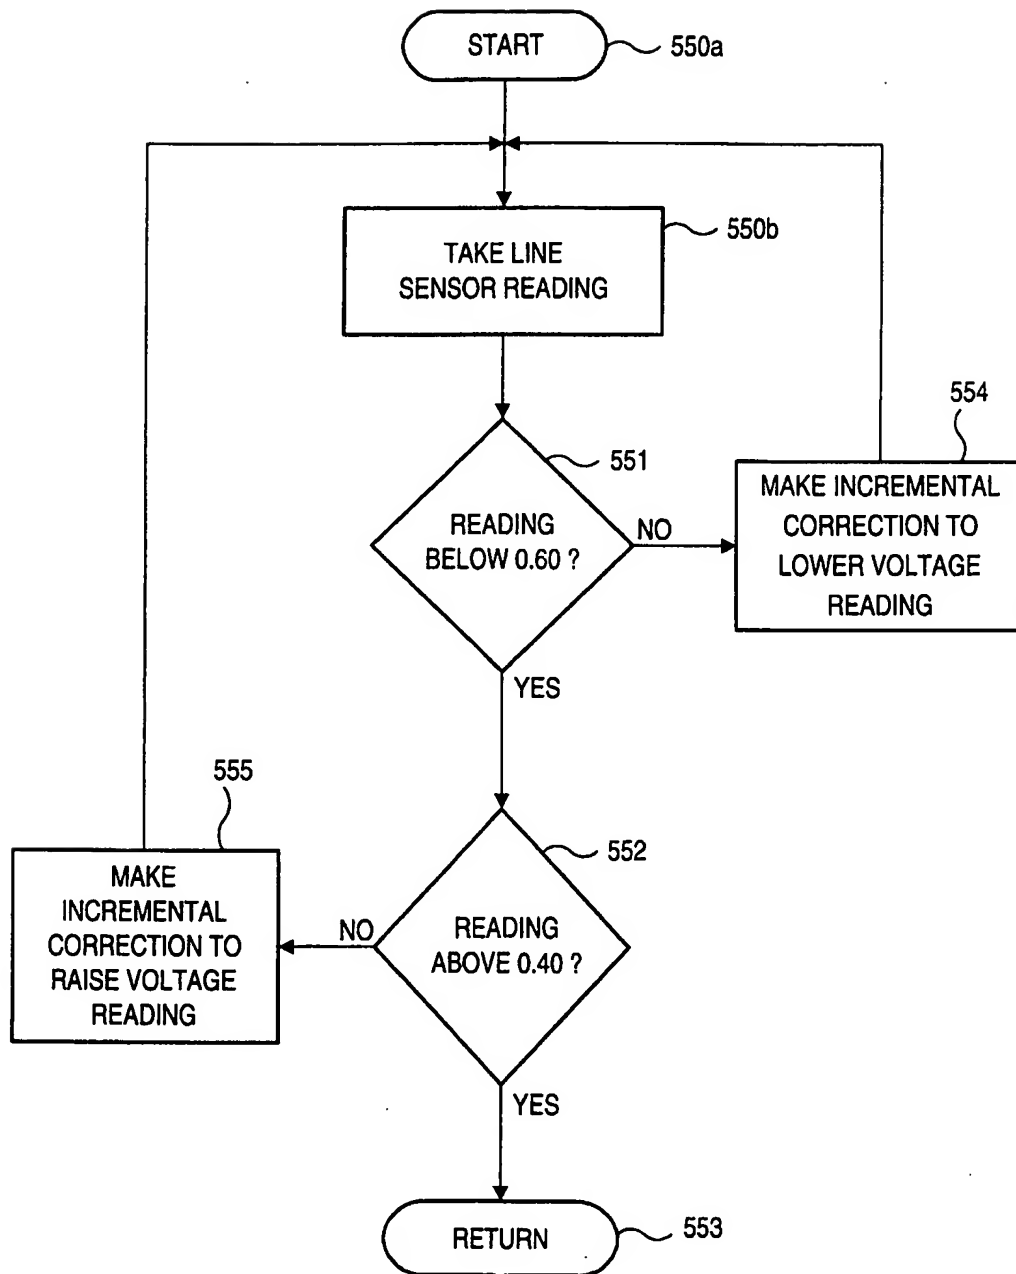 START
550a
TAKE LINE
SENSOR READING
550b
551
READING
BELOW 0.60 ?
NO
554
MAKE INCREMENTAL
CORRECTION TO
LOWER VOLTAGE
READING
YES
555
MAKE
INCREMENTAL
CORRECTION TO
RAISE VOLTAGE
READING
552
READING
ABOVE 0.40 ?
NO
YES
RETURN
553